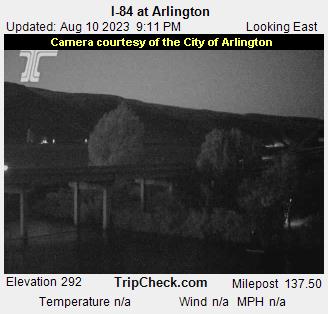 I-84 at Arlington
Updated: Aug 10 2023 9:11 PM Looking East
Camera courtesy of the City of Arlington
Elevation 292 TripCheck.com Milepost 137.50
Temperature n/a Wind n/a MPH n/a